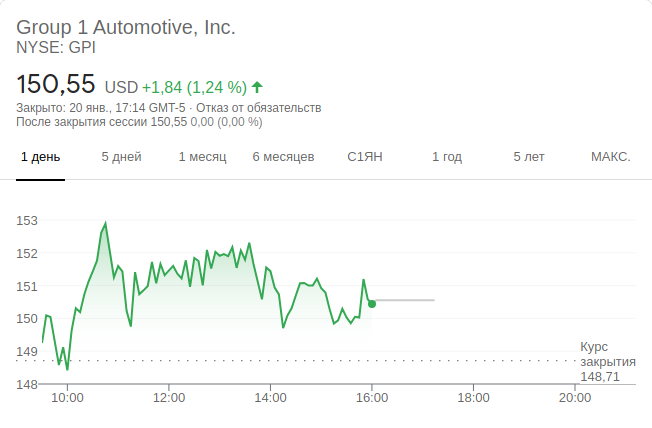 Group 1 Automotive, Inc.
NYSE: GPI
150,55 USD +1,84 (1,24 %)
Закрыто: 20 янв., 17:14 GMT-5 · Отказ от обязательств
После закрытия сессии 150,55 0,00 (0,00 %)
1 день 5 дней 1 месяц 6 месяцев С1ЯН 1 год 5 лет МАКС.
153
152
151
150
149
148
Курс
закрытия
148,71
10:00 12:00 14:00 16:00 18:00 20:00